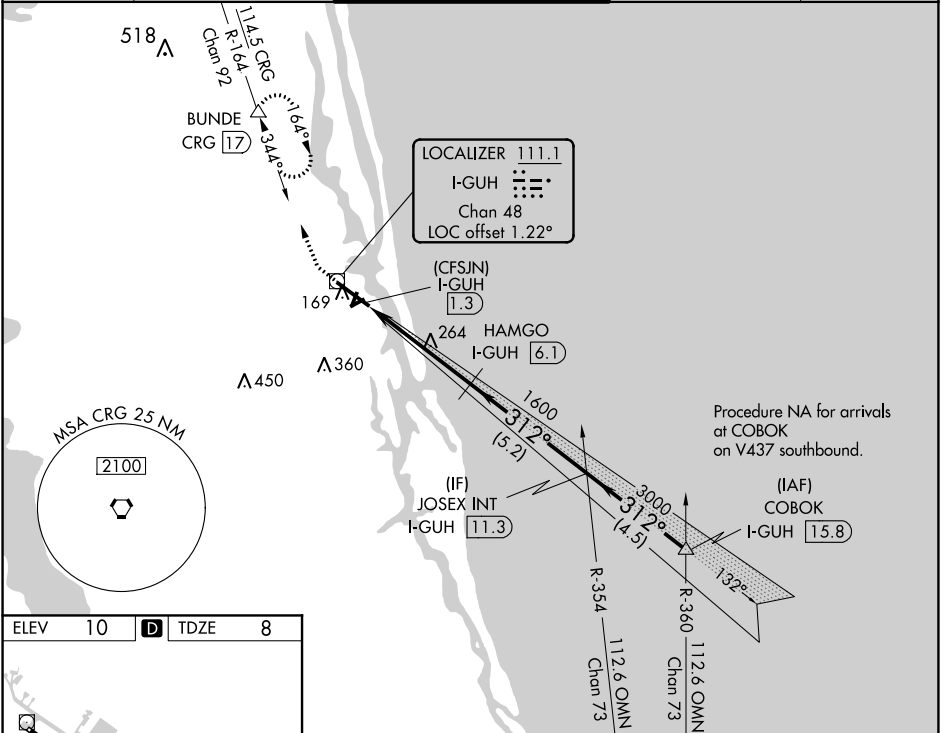 518
114.5 CRG
R-164
Chan 92
BUNDE
CRG 17
164°
344°
LOCALIZER 111.1
I-GUH
Chan 48
LOC offset 1.22°
(CFSJN)
I-GUH
1.3
169
264
HAMGO
I-GUH 6.1
360
450
1600
312°
(5.2)
Procedure NA for arrivals
at COBOK
on V437 southbound.
MSA CRG 25 NM
2100
(IF)
JOSEX INT
I-GUH 11.3
3000
312°
(4.5)
(IAF)
COBOK
I-GUH 15.8
132°
R-354
112.6 OMN
Chan 73
R-360
112.6 OMN
Chan 73
ELEV 10 D TDZE 8